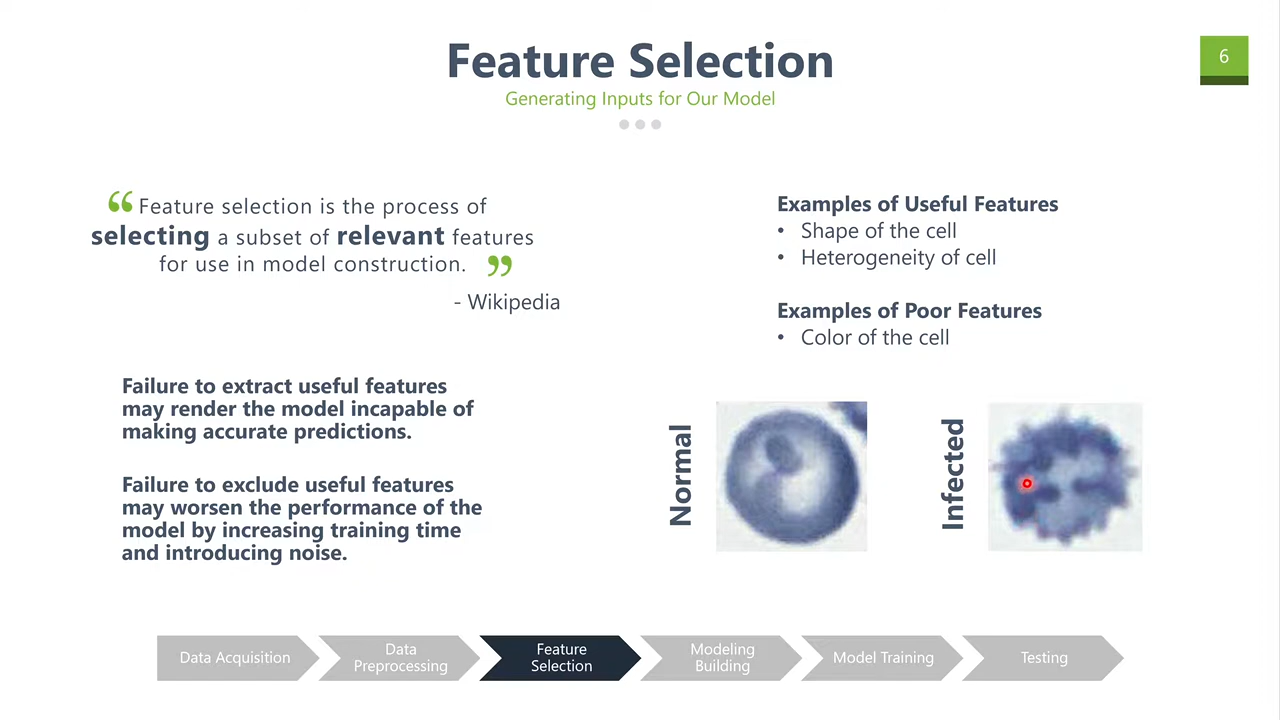 Feature Selection
Generating Inputs for Our Model
6
“ Feature selection is the process of
selecting a subset of relevant features
for use in model construction. ”
- Wikipedia
Failure to extract useful features
may render the model incapable of
making accurate predictions.
Failure to exclude useful features
may worsen the performance of the
model by increasing training time
and introducing noise.
Examples of Useful Features
• Shape of the cell
• Heterogeneity of cell
Examples of Poor Features
• Color of the cell
Normal
Infected
Data Acquisition
Data
Preprocessing
Feature
Selection
Modeling
Building
Model Training
Testing